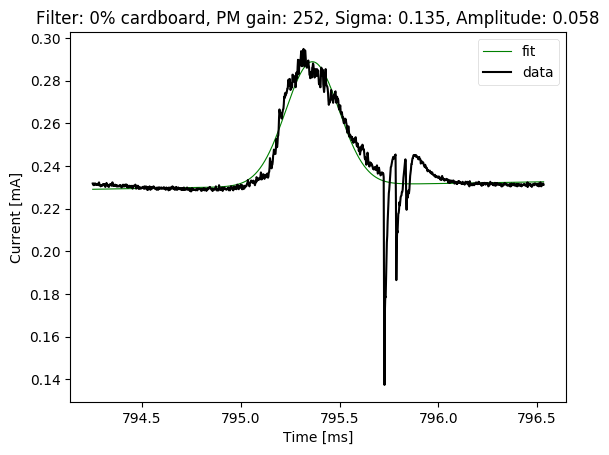 Filter: 0% cardboard, PM gain: 252, Sigma: 0.135, Amplitude: 0.058
fit
data
Current [mA]
0.30
0.28
0.26
0.24
0.22
0.20
0.18
0.16
0.14
794.5 795.0 795.5 796.0 796.5
Time [ms]